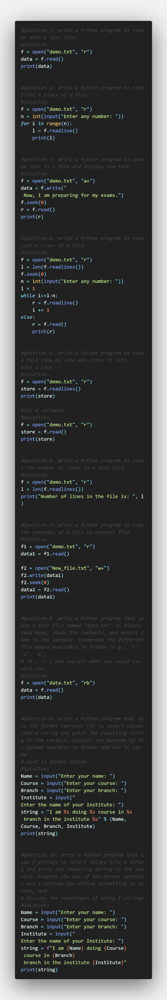 #Question-1: Write a Python program to read
an entire text file.
#Solution:
f = open("demo.txt", "r")
data = f.read()
print(data)
#Question-2: Write a Python program to read
first n lines of a file.
#Solution:
f = open("demo.txt", "r")
n = int(input("Enter any number: "))
for i in range(n):
    l = f.readline()
    print(l)
#Question-3: Write a Python program to appe
nd text to a file and display the text.
#Solution:
f = open("demo.txt", "a+")
data = f.write("
 Now, I am preparing for my exams.")
f.seek(0)
r = f.read()
print(r)
#Question-4: Write a Python program to read
last n lines of a file.
#Solution:
f = open("demo.txt", "r")
l = len(f.readlines())
f.seek(0)
n = int(input("Enter any number: "))
i = 1
while i<=l-n:
    r = f.readline()
    i += 1
else:
    r = f.read()
    print(r)
#Question-5: Write a Python program to read
a file line by line and store it into
#(a) a list
#Solution:
f = open("demo.txt", "r")
store = f.readlines()
print(store)
#(b) a variable
#Solution:
f = open("demo.txt", "r")
store = f.read()
print(store)
#Question-6: Write a Python program to coun
t the number of lines in a text file.
#Solution:
f = open("demo.txt", "r")
l = len(f.readlines())
print("Number of lines in the file is: ", l
)
#Question-7: Write a Python program to copy
the contents of a file to another file.
#Solution:
f1 = open("demo.txt", "r")
data1 = f1.read()
f2 = open("New_file.txt", "w+")
f2.write(data1)
f2.seek(0)
data2 = f2.read()
print(data2)
#Question-8: Write a Python program that op
ens a text file named "data.txt" in binary
read mode, reads the contents, and prints t
hem to the console. Enumerate the different
file modes available in Python (e.g., 'r',
'w', 'a',
# 'b', '+') and explain when you would use
each one.
#Solution:
f = open("data.txt", "rb")
data = f.read()
print(data)
#Question-9: Write a Python program that us
es the format operator (%) to insert values
into a string and print the resulting strin
g to the console. Explain the purpose of th
e format operator in Python and how it can
be
# used to format output.
#Solution:
Name = input("Enter your name: ")
Course = input("Enter your course: ")
Branch = input("Enter your branch: ")
Institute = input("
Enter the name of your Institute: ")
string = "I am %s doing %s course in %s
 branch in the institute %s" % (Name,
Course, Branch, Institute)
print(string)
#Question-10: Write a Python program that u
ses f-strings to insert values into a strin
g and print the resulting string to the con
sole. Compare the use of the format operato
r and f-strings for string formatting in Py
thon, and
# discuss the advantages of using f-strings
#Solution:
Name = input("Enter your name: ")
Course = input("Enter your course: ")
Branch = input("Enter your branch: ")
Institute = input("
Enter the name of your Institute: ")
string = f"I am {Name} doing {Course}
 course in {Branch}
 branch in the institute {Institute}"
print(string)